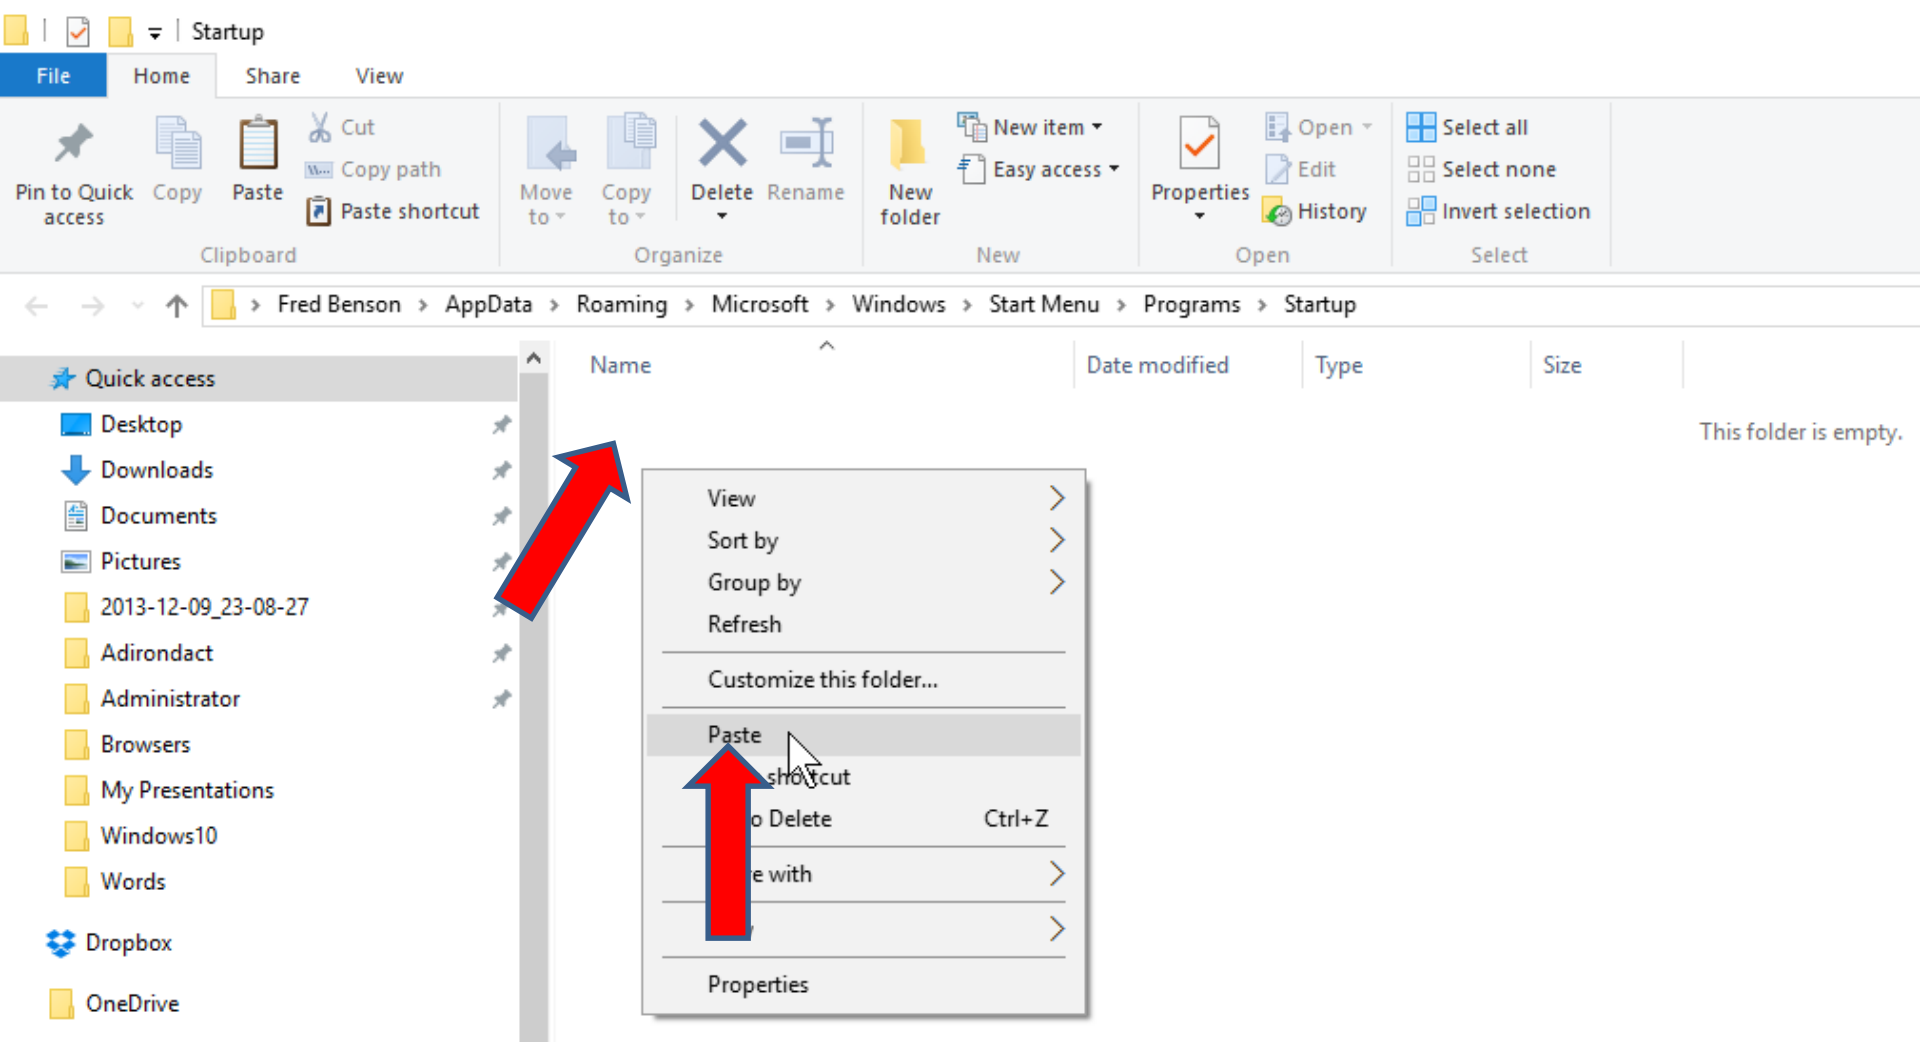 Startup
File Home Share View
Pin to Quick access
Copy
Paste
Cut
Copy path
Paste shortcut
Clipboard
Move to
Copy to
Delete
Rename
Organize
New folder
New item
Easy access
New
Properties
Open
Edit
History
Open
Select all
Select none
Invert selection
Select
Fred Benson > AppData > Roaming > Microsoft > Windows > Start Menu > Programs > Startup
Name Date modified Type Size
This folder is empty.
Quick access
Desktop
Downloads
Documents
Pictures
2013-12-09_23-08-27
Adirondact
Administrator
Browsers
My Presentations
Windows10
Words
Dropbox
OneDrive
View
Sort by
Group by
Refresh
Customize this folder...
Paste
shortcut
Delete Ctrl+Z
with
Properties